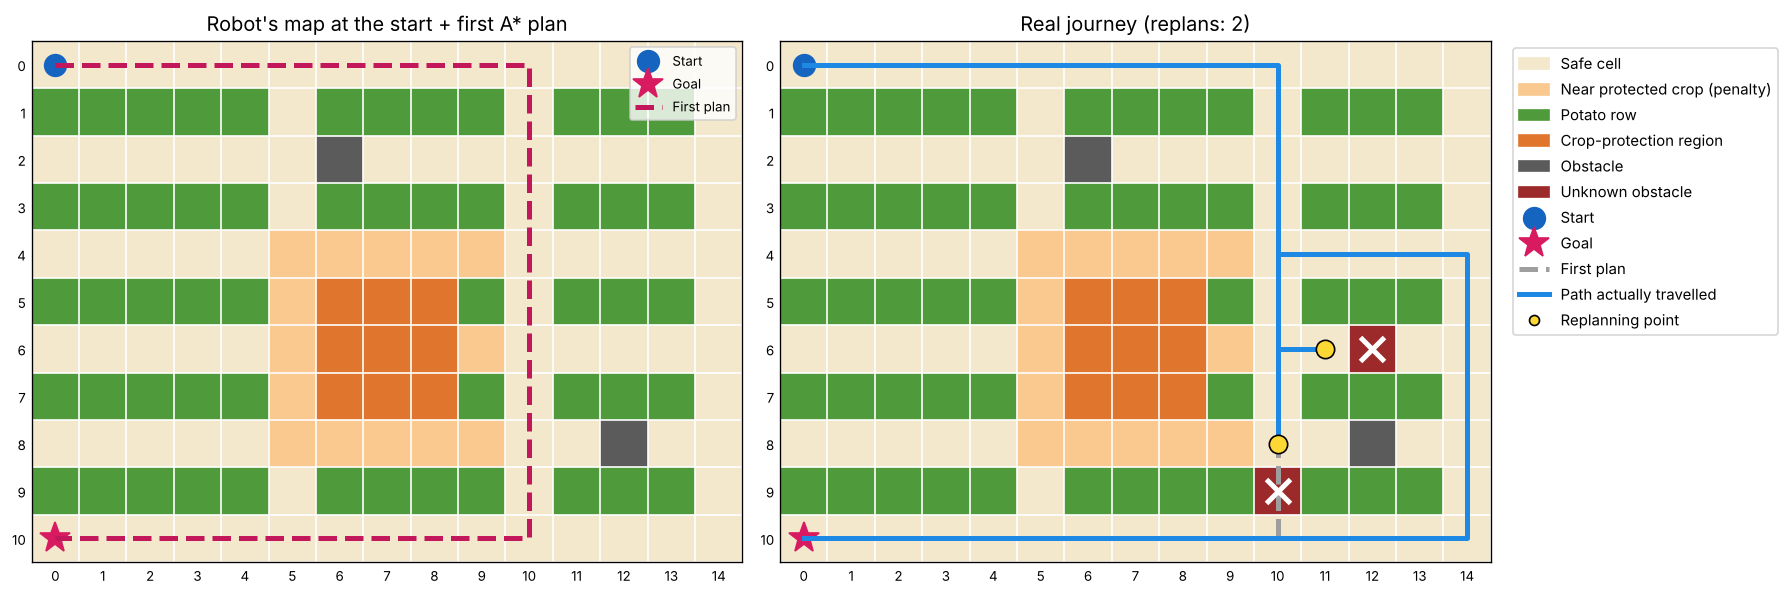 Robot's map at the start + first A* plan
Start
Goal
First plan
0
1
2
3
4
5
6
7
8
9
10
0 1 2 3 4 5 6 7 8 9 10 11 12 13 14
Real journey (replans: 2)
0
1
2
3
4
5
6
7
8
9
10
0 1 2 3 4 5 6 7 8 9 10 11 12 13 14
Safe cell
Near protected crop (penalty)
Potato row
Crop-protection region
Obstacle
Unknown obstacle
Start
Goal
First plan
Path actually travelled
Replanning point